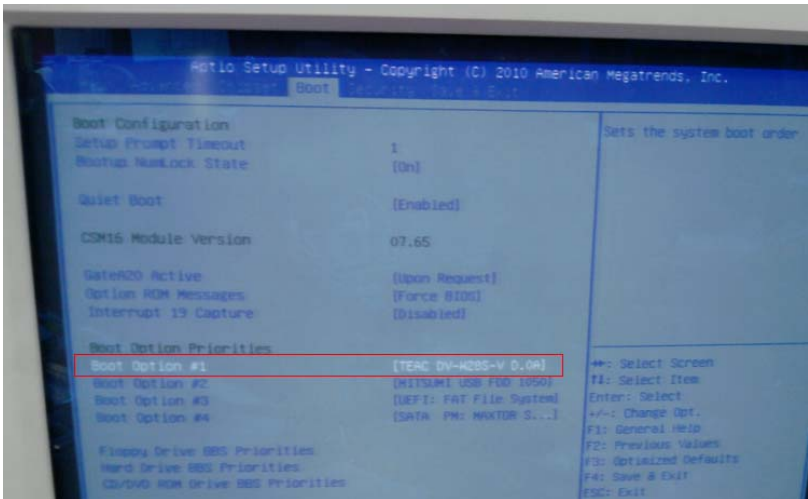 Aptio Setup Utility – Copyright (C) 2010 American Megatrends, Inc.
Boot Security Save & Exit
Boot Configuration
Setup Prompt Timeout 1
Bootup NumLock State [On]
Quiet Boot [Enabled]
CSM16 Module Version 07.65
GateA20 Active [Upon Request]
Option ROM Messages [Force BIOS]
Interrupt 19 Capture [Disabled]
Boot Option Priorities
Boot Option #1 [TEAC DV-W28S-V D.0A]
Boot Option #2 [MITSUMI USB FDD 1050]
Boot Option #3 [UEFI: FAT File System]
Boot Option #4 [SATA PM: MAXTOR S...]
Floppy Drive BBS Priorities
Hard Drive BBS Priorities
CD/DVD ROM Drive BBS Priorities
Sets the system boot order
: Select Screen
↑↓: Select Item
Enter: Select
+/-: Change Opt.
F1: General Help
F2: Previous Values
F3: Optimized Defaults
F4: Save & Exit
ESC: Exit